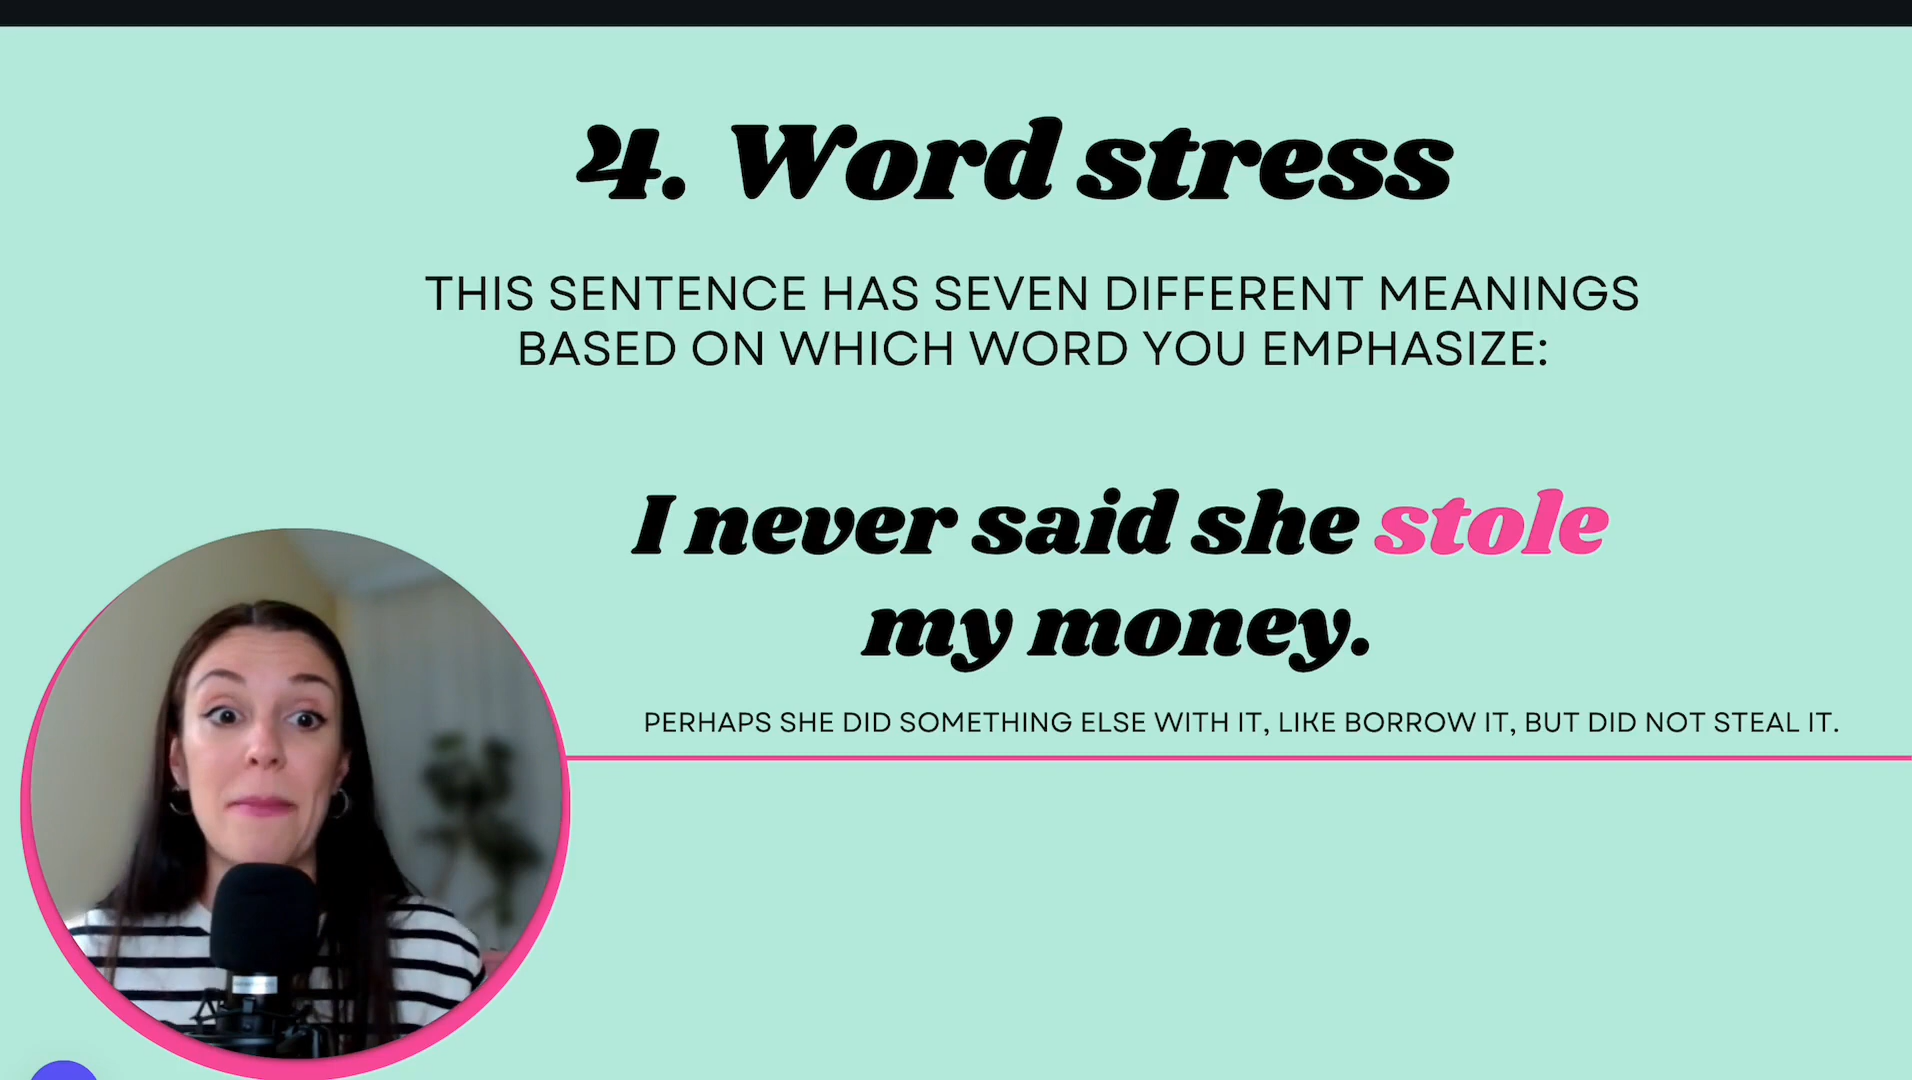 4. Word stress
THIS SENTENCE HAS SEVEN DIFFERENT MEANINGS
BASED ON WHICH WORD YOU EMPHASIZE:
I never said she stole
my money.
PERHAPS SHE DID SOMETHING ELSE WITH IT, LIKE BORROW IT, BUT DID NOT STEAL IT.